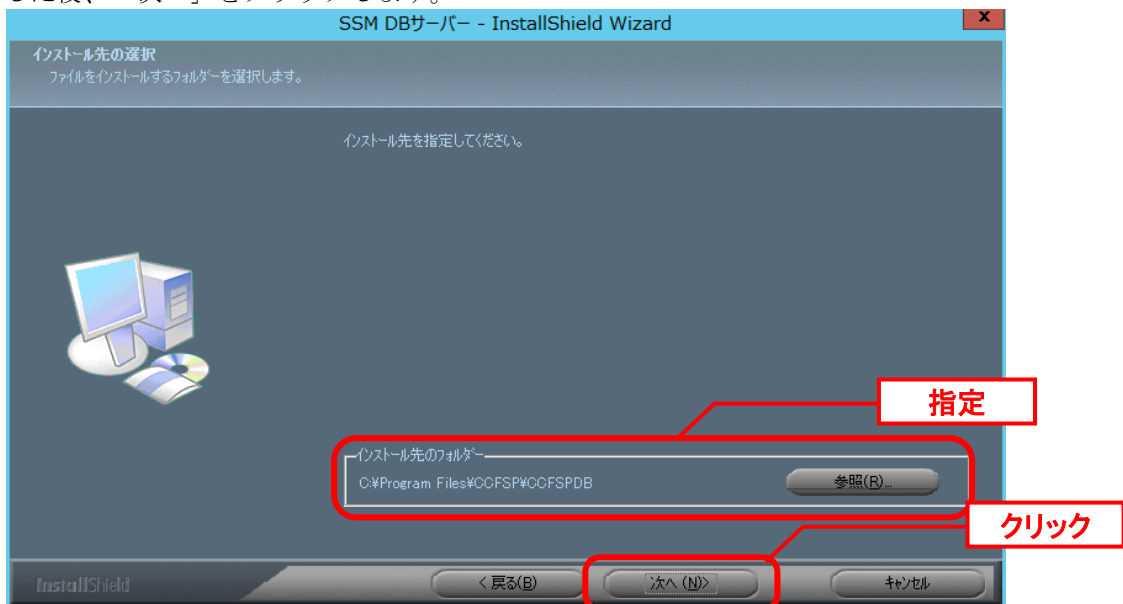 SSM DBサーバー - InstallShield Wizard
インストール先の選択
ファイルをインストールするフォルダーを選択します。
インストール先を指定してください。
指定
インストール先のフォルダー
C:¥Program Files¥CCFSP¥CCFSPDB
参照(R)...
クリック
InstallShield
< 戻る(B)
次へ (N)>
キャンセル